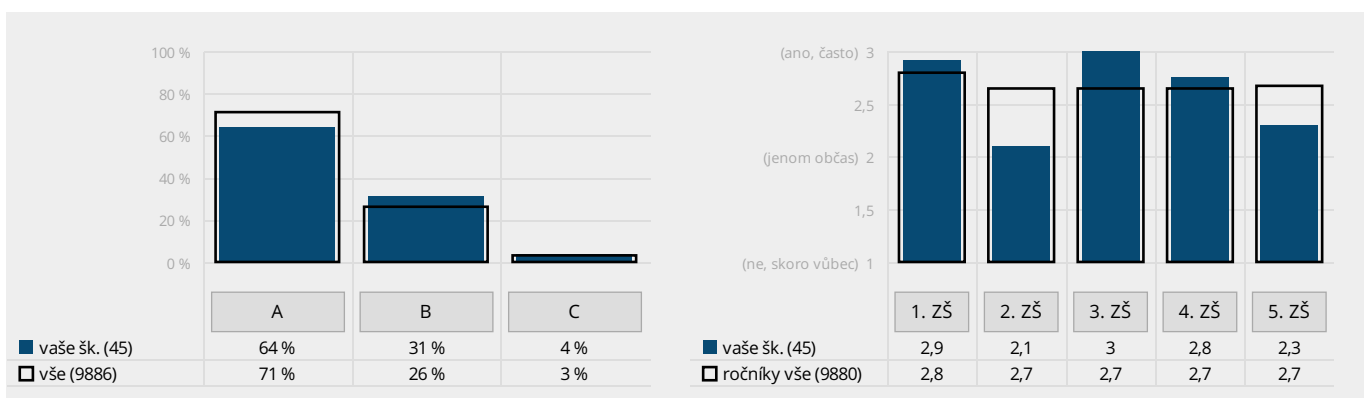 100 %
80 %
60 %
40 %
20 %
0 %
A B C
vaše šk. (45) 64 % 31 % 4 %
vše (9886) 71 % 26 % 3 %
(ano, často) 3
2,5
(jenom občas) 2
1,5
(ne, skoro vůbec) 1
1. ZŠ 2. ZŠ 3. ZŠ 4. ZŠ 5. ZŠ
vaše šk. (45) 2,9 2,1 3 2,8 2,3
ročníky vše (9880) 2,8 2,7 2,7 2,7 2,7